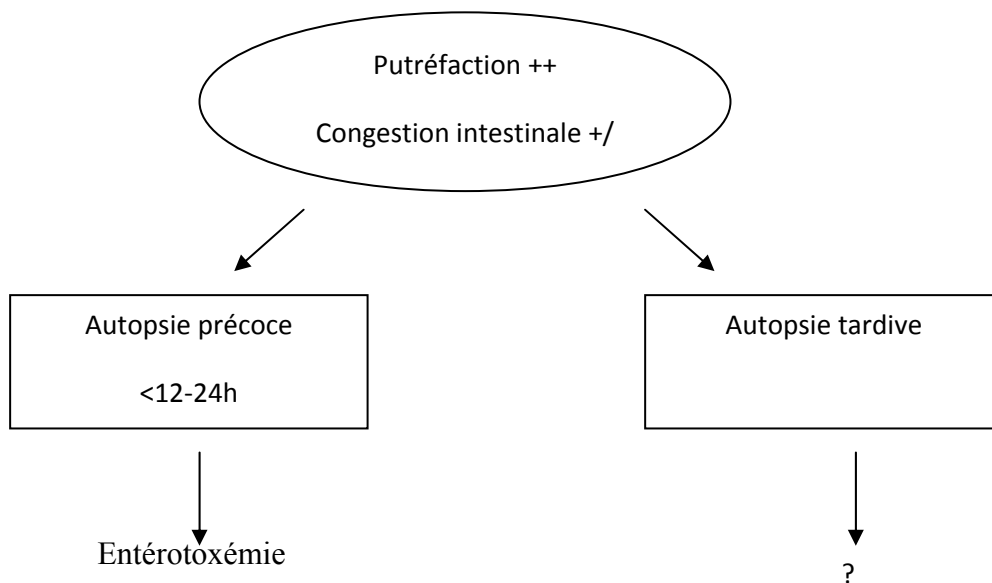 Putréfaction ++
Congestion intestinale +/
Autopsie précoce
<12-24h
Autopsie tardive
Entérotoxémie
?